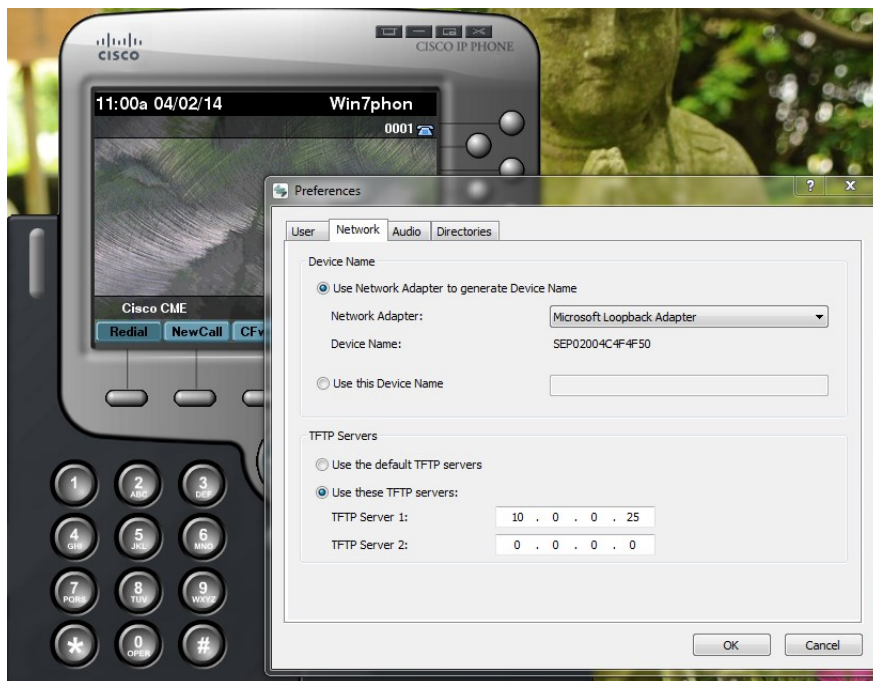 CISCO
CISCO IP PHONE
11:00a 04/02/14 Win7phon
0001
Cisco CME
Redial NewCall CFw
1
2 ABC
3 DEF
4 GHI
5 JKL
6 MNO
7 PQRS
8 TUV
9 WXYZ
*
0 OPER
#
Preferences
? X
User Network Audio Directories
Device Name
Use Network Adapter to generate Device Name
Network Adapter: Microsoft Loopback Adapter
Device Name: SEP02004C4F4F50
Use this Device Name
TFTP Servers
Use the default TFTP servers
Use these TFTP servers:
TFTP Server 1: 10 . 0 . 0 . 25
TFTP Server 2: 0 . 0 . 0 . 0
OK Cancel